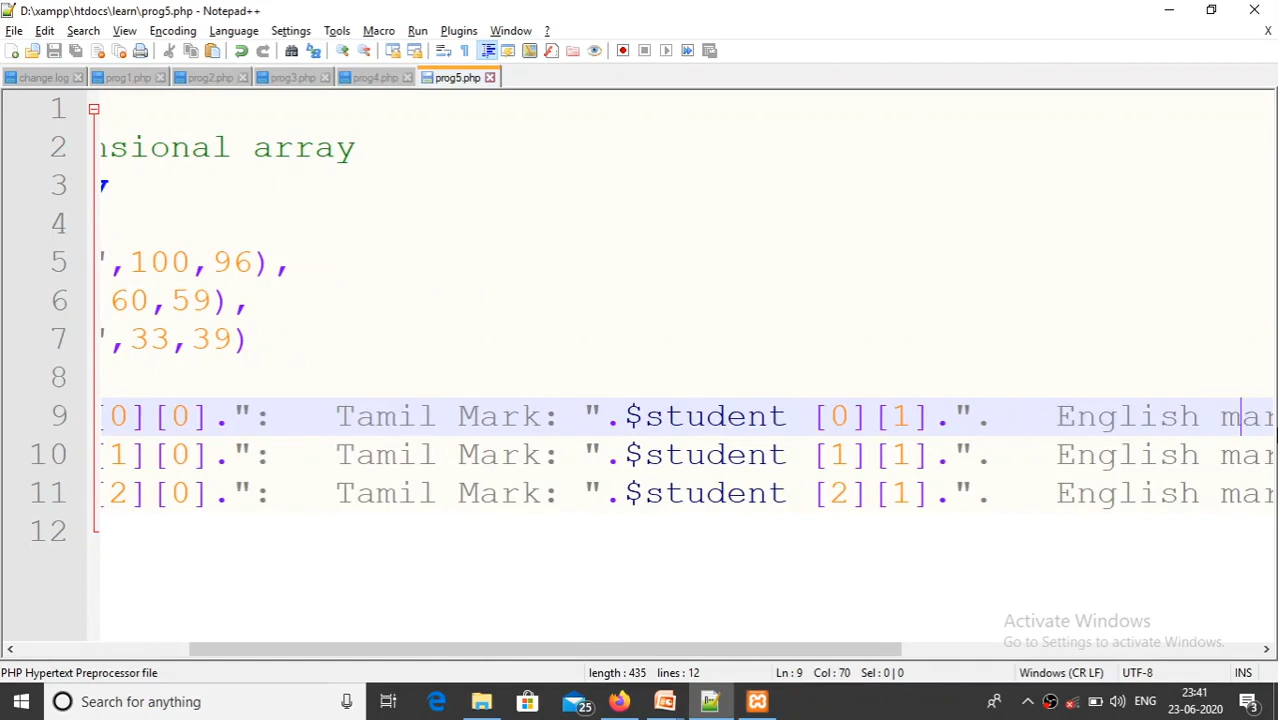 D:\xampp\htdocs\learn\prog5.php - Notepad++
File Edit Search View Encoding Language Settings Tools Macro Run Plugins Window ? X
change.log prog1.php prog2.php prog3.php prog4.php prog5.php
1
2 nsional array
3 y
4
5 ',100,96),
6 60,59),
7 ',33,39)
8
9 [0][0].":   Tamil Mark: ".$student [0][1].".   English mar
10 [1][0].":   Tamil Mark: ".$student [1][1].".   English mar
11 [2][0].":   Tamil Mark: ".$student [2][1].".   English mar
12
Activate Windows
Go to Settings to activate Windows.
PHP Hypertext Preprocessor file length : 435 lines : 12 Ln : 9 Col : 70 Sel : 0 | 0 Windows (CR LF) UTF-8 INS
Search for anything 25 ENG 23:41 23-06-2020 3